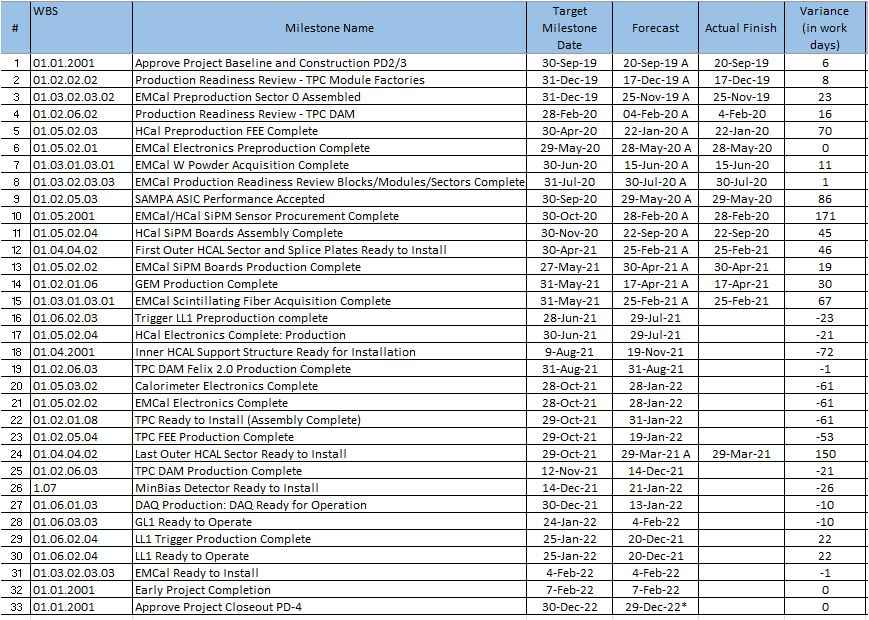 # WBS Milestone Name Target Milestone Date Forecast Actual Finish Variance (in work days)
1 01.01.2001 Approve Project Baseline and Construction PD2/3 30-Sep-19 20-Sep-19 A 20-Sep-19 6
2 01.02.02.02 Production Readiness Review - TPC Module Factories 31-Dec-19 17-Dec-19 A 17-Dec-19 8
3 01.03.02.03.02 EMCal Preproduction Sector 0 Assembled 31-Dec-19 25-Nov-19 A 25-Nov-19 23
4 01.02.06.02 Production Readiness Review - TPC DAM 28-Feb-20 04-Feb-20 A 4-Feb-20 16
5 01.05.02.03 HCal Preproduction FEE Complete 30-Apr-20 22-Jan-20 A 22-Jan-20 70
6 01.05.02.01 EMCal Electronics Preproduction Complete 29-May-20 28-May-20 A 28-May-20 0
7 01.03.01.03.01 EMCal W Powder Acquisition Complete 30-Jun-20 15-Jun-20 A 15-Jun-20 11
8 01.03.02.03.03 EMCal Production Readiness Review Blocks/Modules/Sectors Complete 31-Jul-20 30-Jul-20 A 30-Jul-20 1
9 01.02.05.03 SAMPA ASIC Performance Accepted 30-Sep-20 29-May-20 A 29-May-20 86
10 01.05.2001 EMCal/HCal SiPM Sensor Procurement Complete 30-Oct-20 28-Feb-20 A 28-Feb-20 171
11 01.05.02.04 HCal SiPM Boards Assembly Complete 30-Nov-20 22-Sep-20 A 22-Sep-20 45
12 01.04.04.02 First Outer HCAL Sector and Splice Plates Ready to Install 30-Apr-21 25-Feb-21 A 25-Feb-21 46
13 01.05.02.02 EMCal SiPM Boards Production Complete 27-May-21 30-Apr-21 A 30-Apr-21 19
14 01.02.01.06 GEM Production Complete 31-May-21 17-Apr-21 A 17-Apr-21 30
15 01.03.01.03.01 EMCal Scintillating Fiber Acquisition Complete 31-May-21 25-Feb-21 A 25-Feb-21 67
16 01.06.02.03 Trigger LL1 Preproduction complete 28-Jun-21 29-Jul-21 -23
17 01.05.02.04 HCal Electronics Complete: Production 30-Jun-21 29-Jul-21 -21
18 01.04.2001 Inner HCAL Support Structure Ready for Installation 9-Aug-21 19-Nov-21 -72
19 01.02.06.03 TPC DAM Felix 2.0 Production Complete 31-Aug-21 31-Aug-21 -1
20 01.05.03.02 Calorimeter Electronics Complete 28-Oct-21 28-Jan-22 -61
21 01.05.02.02 EMCal Electronics Complete 28-Oct-21 28-Jan-22 -61
22 01.02.01.08 TPC Ready to Install (Assembly Complete) 29-Oct-21 31-Jan-22 -61
23 01.02.05.04 TPC FEE Production Complete 29-Oct-21 19-Jan-22 -53
24 01.04.04.02 Last Outer HCAL Sector Ready to Install 29-Oct-21 29-Mar-21 A 29-Mar-21 150
25 01.02.06.03 TPC DAM Production Complete 12-Nov-21 14-Dec-21 -21
26 1.07 MinBias Detector Ready to Install 14-Dec-21 21-Jan-22 -26
27 01.06.01.03 DAQ Production: DAQ Ready for Operation 30-Dec-21 13-Jan-22 -10
28 01.06.03.03 GL1 Ready to Operate 24-Jan-22 4-Feb-22 -10
29 01.06.02.04 LL1 Trigger Production Complete 25-Jan-22 20-Dec-21 22
30 01.06.02.04 LL1 Ready to Operate 25-Jan-22 20-Dec-21 22
31 01.03.02.03.03 EMCal Ready to Install 4-Feb-22 4-Feb-22 -1
32 01.01.2001 Early Project Completion 7-Feb-22 7-Feb-22 0
33 01.01.2001 Approve Project Closeout PD-4 30-Dec-22 29-Dec-22* 0